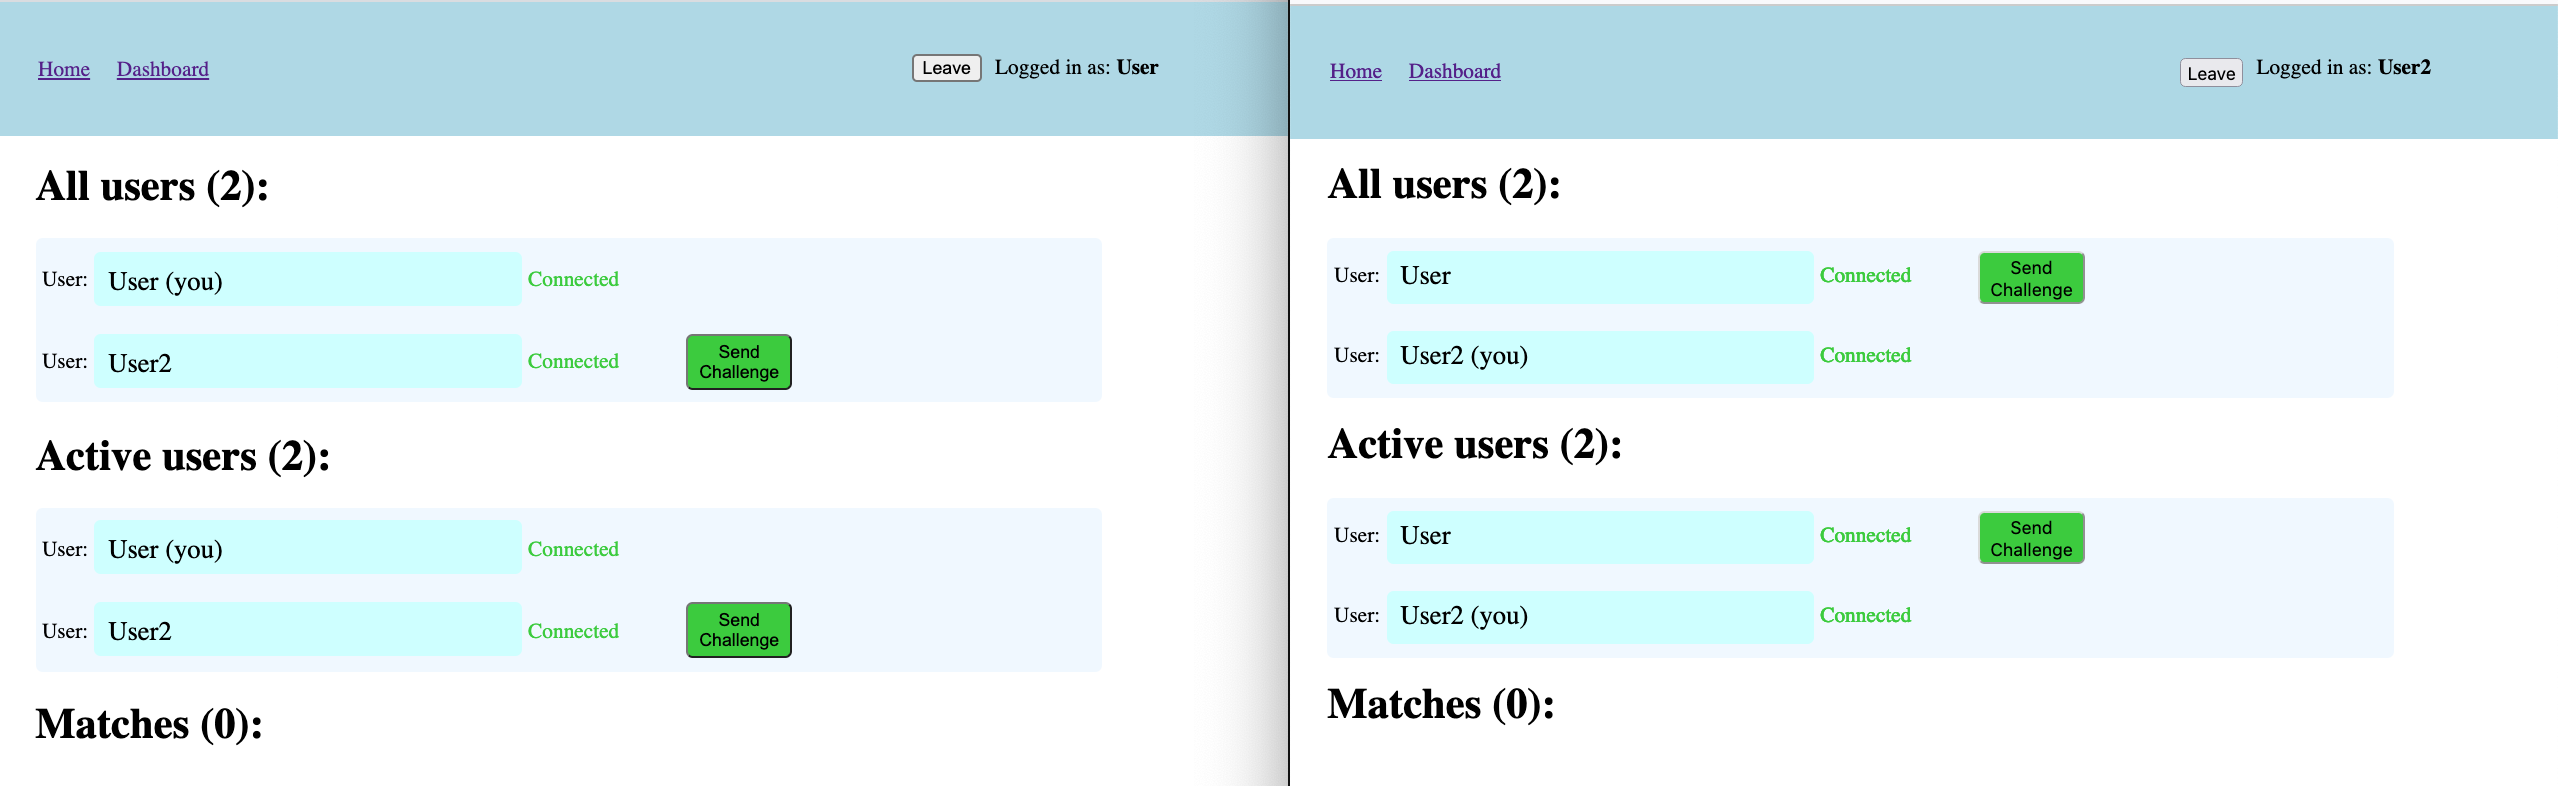 Home Dashboard Leave Logged in as: User
All users (2):
User: User (you) Connected
User: User2 Connected Send
Challenge
Active users (2):
User: User (you) Connected
User: User2 Connected Send
Challenge
Matches (0):
Home Dashboard Leave Logged in as: User2
All users (2):
User: User Connected Send
Challenge
User: User2 (you) Connected
Active users (2):
User: User Connected Send
Challenge
User: User2 (you) Connected
Matches (0):